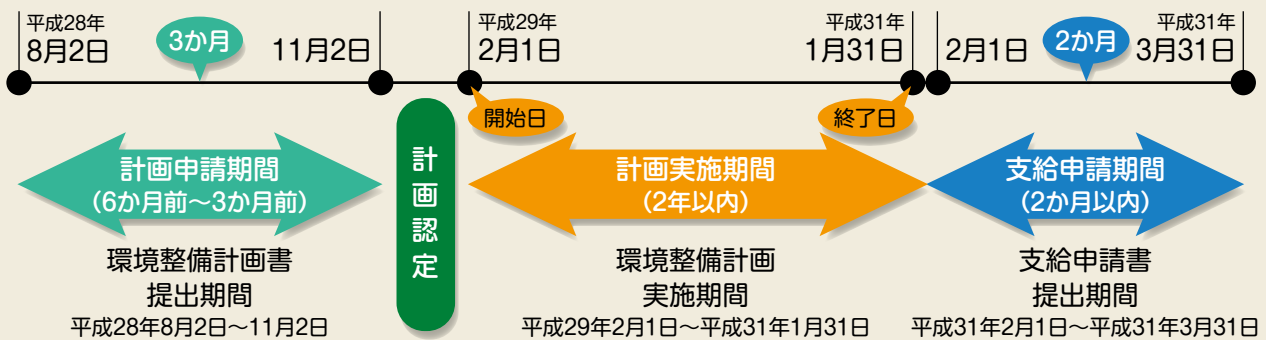 平成28年
8月2日
3か月
11月2日
平成29年
2月1日
平成31年
1月31日
2月1日
2か月
平成31年
3月31日
開始日
終了日
計画申請期間
(6か月前〜3か月前)
計画認定
計画実施期間
(2年以内)
支給申請期間
(2か月以内)
環境整備計画書
提出期間
平成28年8月2日〜11月2日
環境整備計画
実施期間
平成29年2月1日〜平成31年1月31日
支給申請書
提出期間
平成31年2月1日〜平成31年3月31日